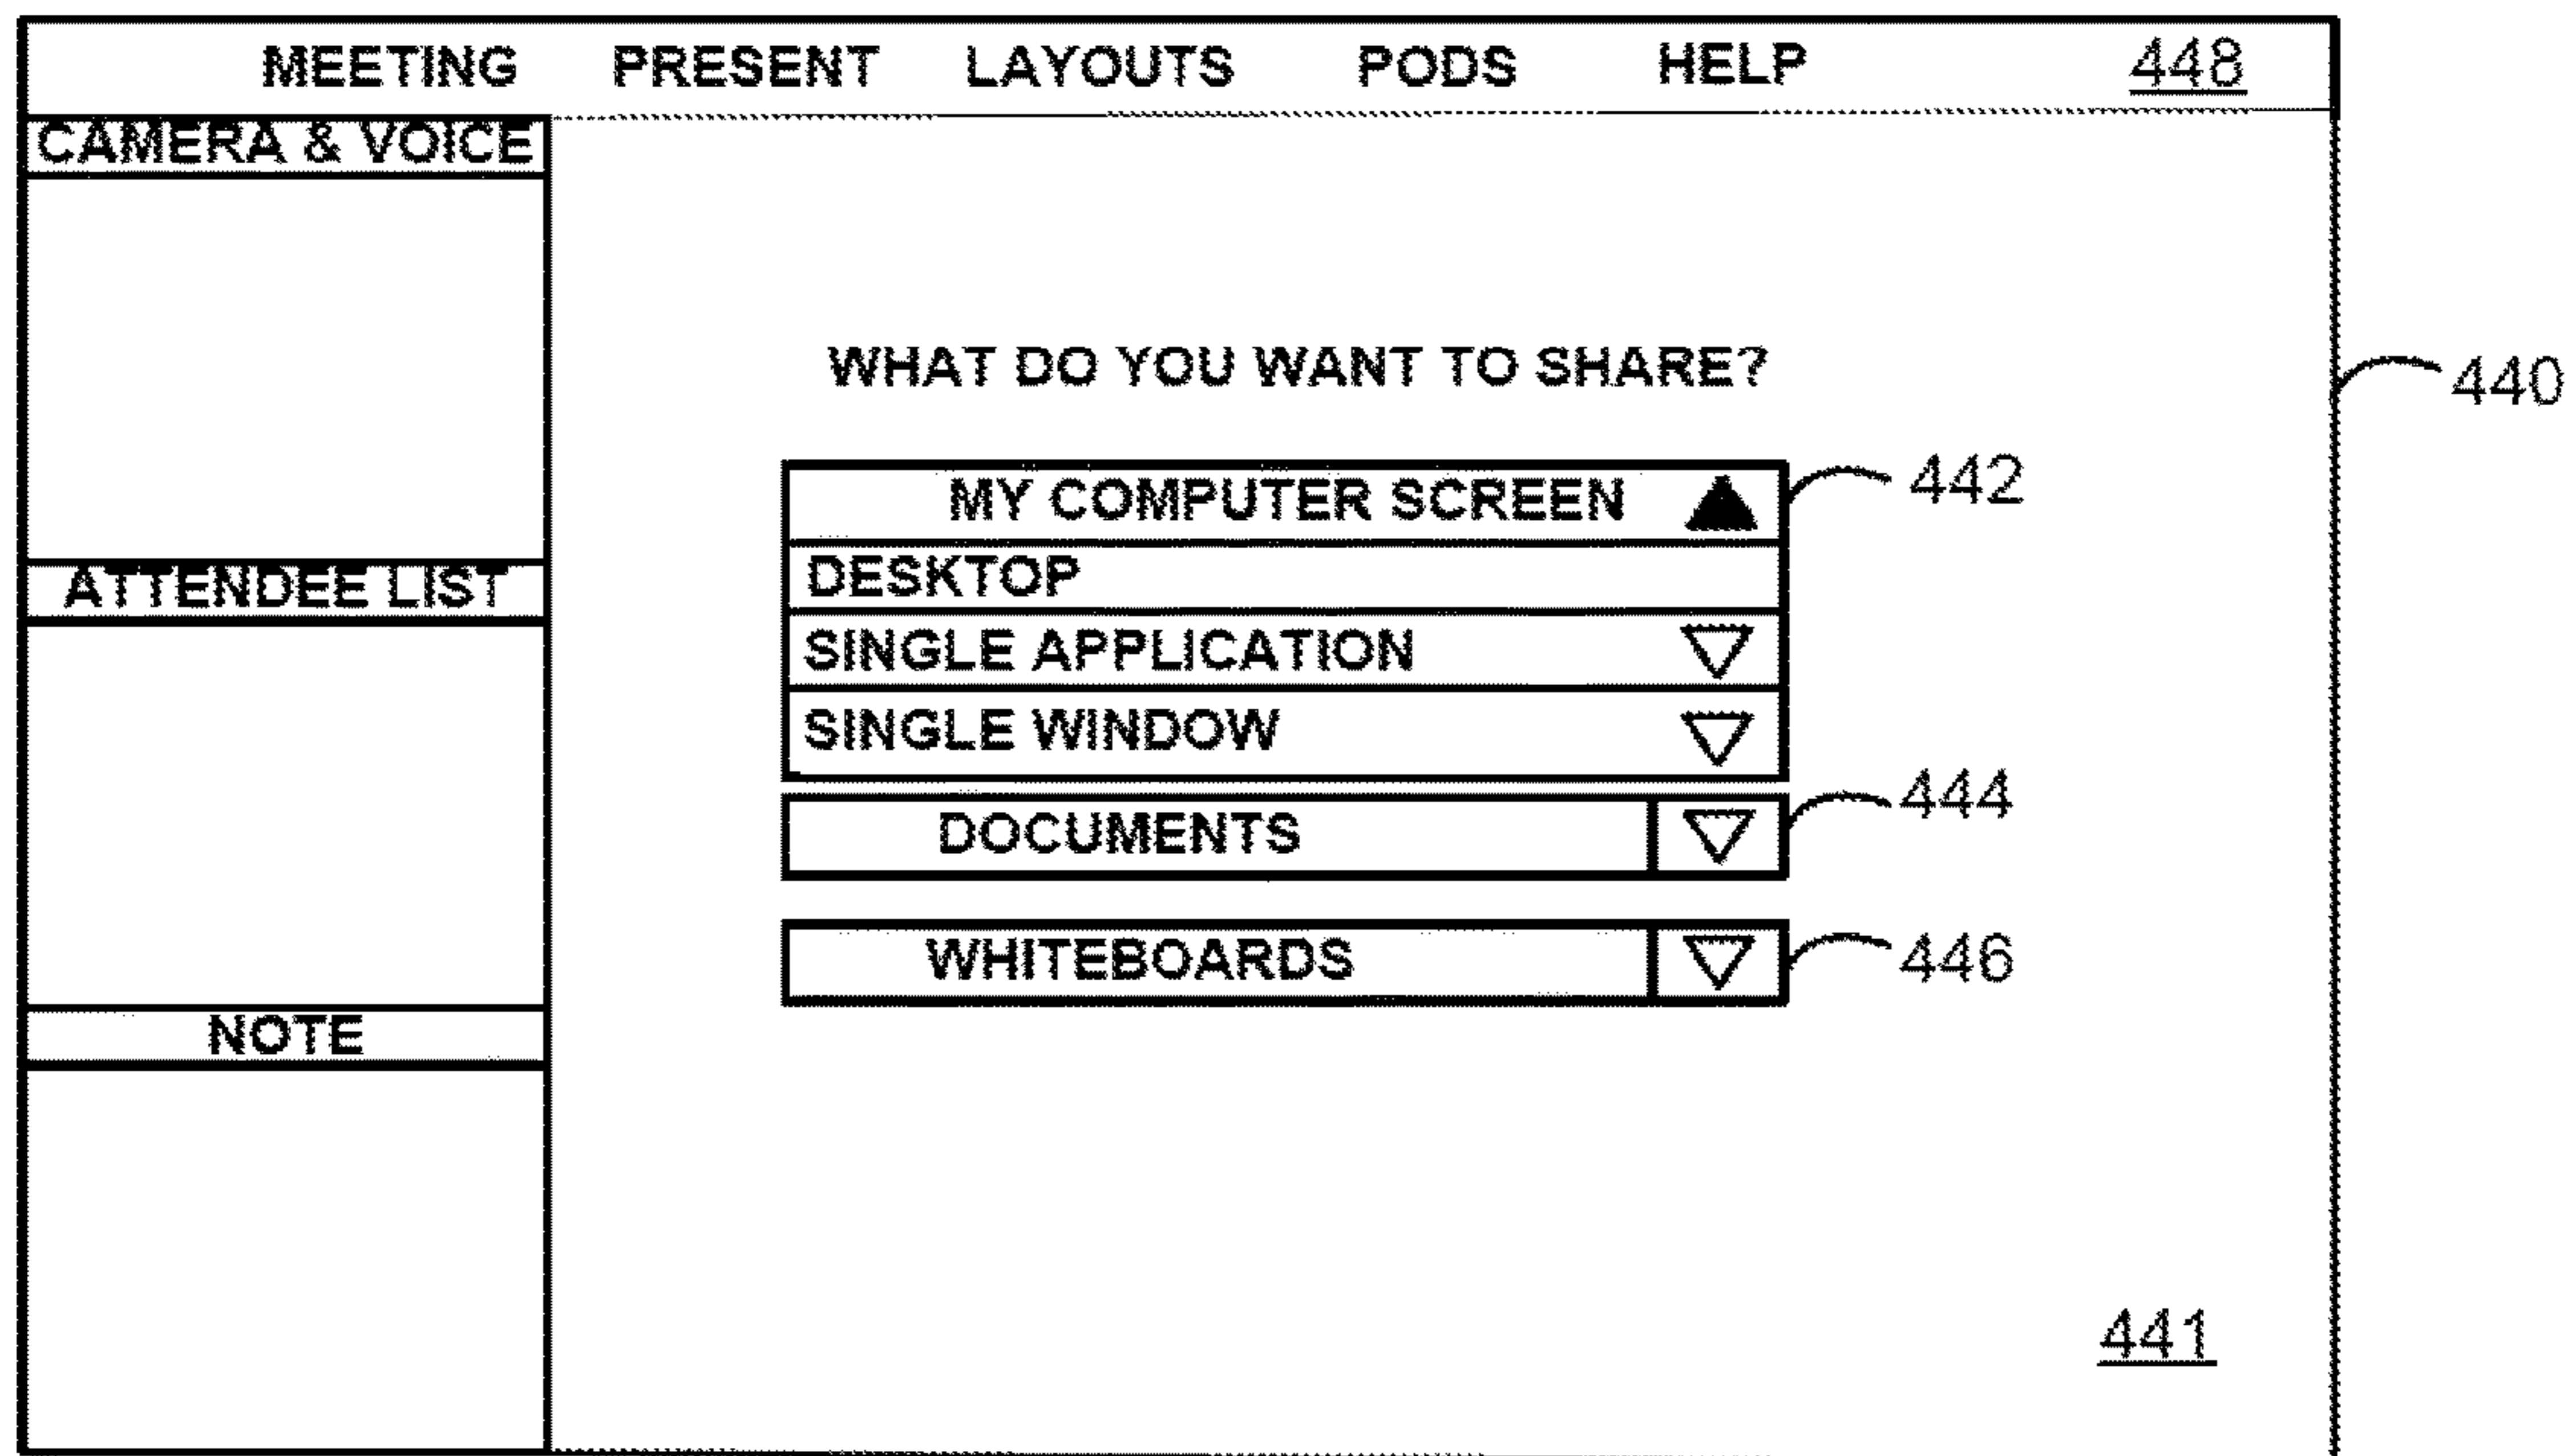 MEETING PRESENT LAYOUTS PODS HELP 448
CAMERA & VOICE
WHAT DO YOU WANT TO SHARE?
440
MY COMPUTER SCREEN 442
DESKTOP
ATTENDEE LIST
SINGLE APPLICATION
SINGLE WINDOW
DOCUMENTS 444
WHITEBOARDS 446
NOTE
441